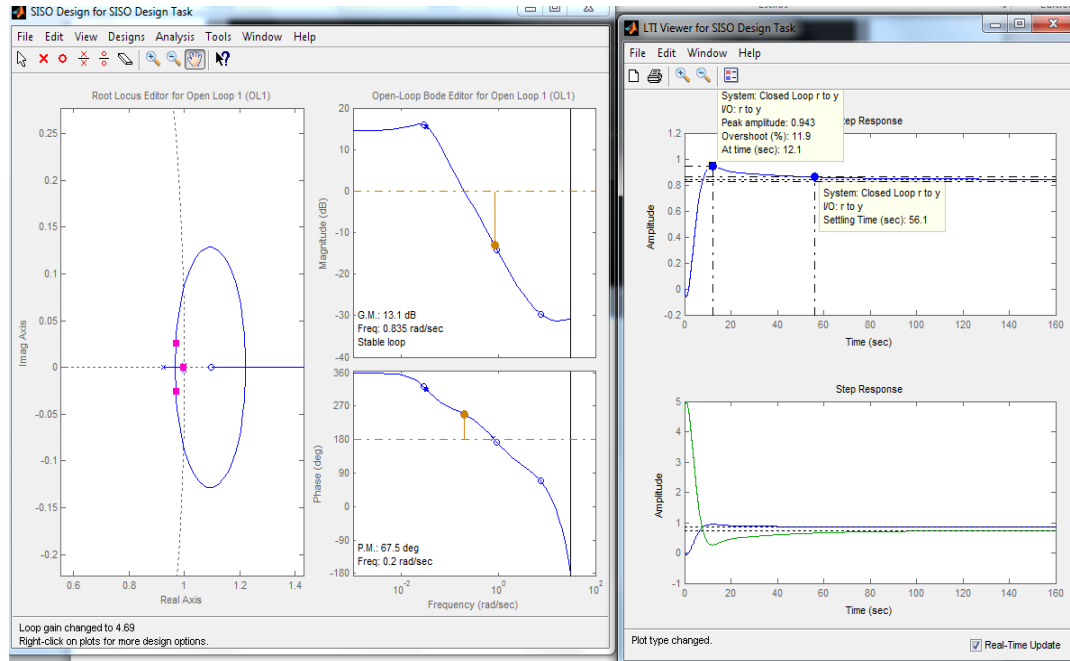 SISO Design for SISO Design Task
File Edit View Designs Analysis Tools Window Help
Root Locus Editor for Open Loop 1 (OL1)
0.25
0.2
0.15
0.1
0.05
0
-0.05
-0.1
-0.15
-0.2
Imag Axis
0.6 0.8 1 1.2 1.4
Real Axis
Open-Loop Bode Editor for Open Loop 1 (OL1)
20
10
0
-10
-20
-30
-40
Magnitude (dB)
G.M.: 13.1 dB
Freq: 0.835 rad/sec
Stable loop
360
270
180
90
0
-90
-180
Phase (deg)
P.M.: 67.5 deg
Freq: 0.2 rad/sec
10-2 100 102
Frequency (rad/sec)
Loop gain changed to 4.69
Right-click on plots for more design options.
LTI Viewer for SISO Design Task
File Edit Window Help
System: Closed Loop r to y
I/O: r to y
Peak amplitude: 0.943
Overshoot (%): 11.9
At time (sec): 12.1
ep Response
1.2
1
0.8
0.6
0.4
0.2
0
-0.2
Amplitude
System: Closed Loop r to y
I/O: r to y
Settling Time (sec): 56.1
0 20 40 60 80 100 120 140 160
Time (sec)
Step Response
5
4
3
2
1
0
-1
Amplitude
0 20 40 60 80 100 120 140 160
Time (sec)
Plot type changed.
Real-Time Update